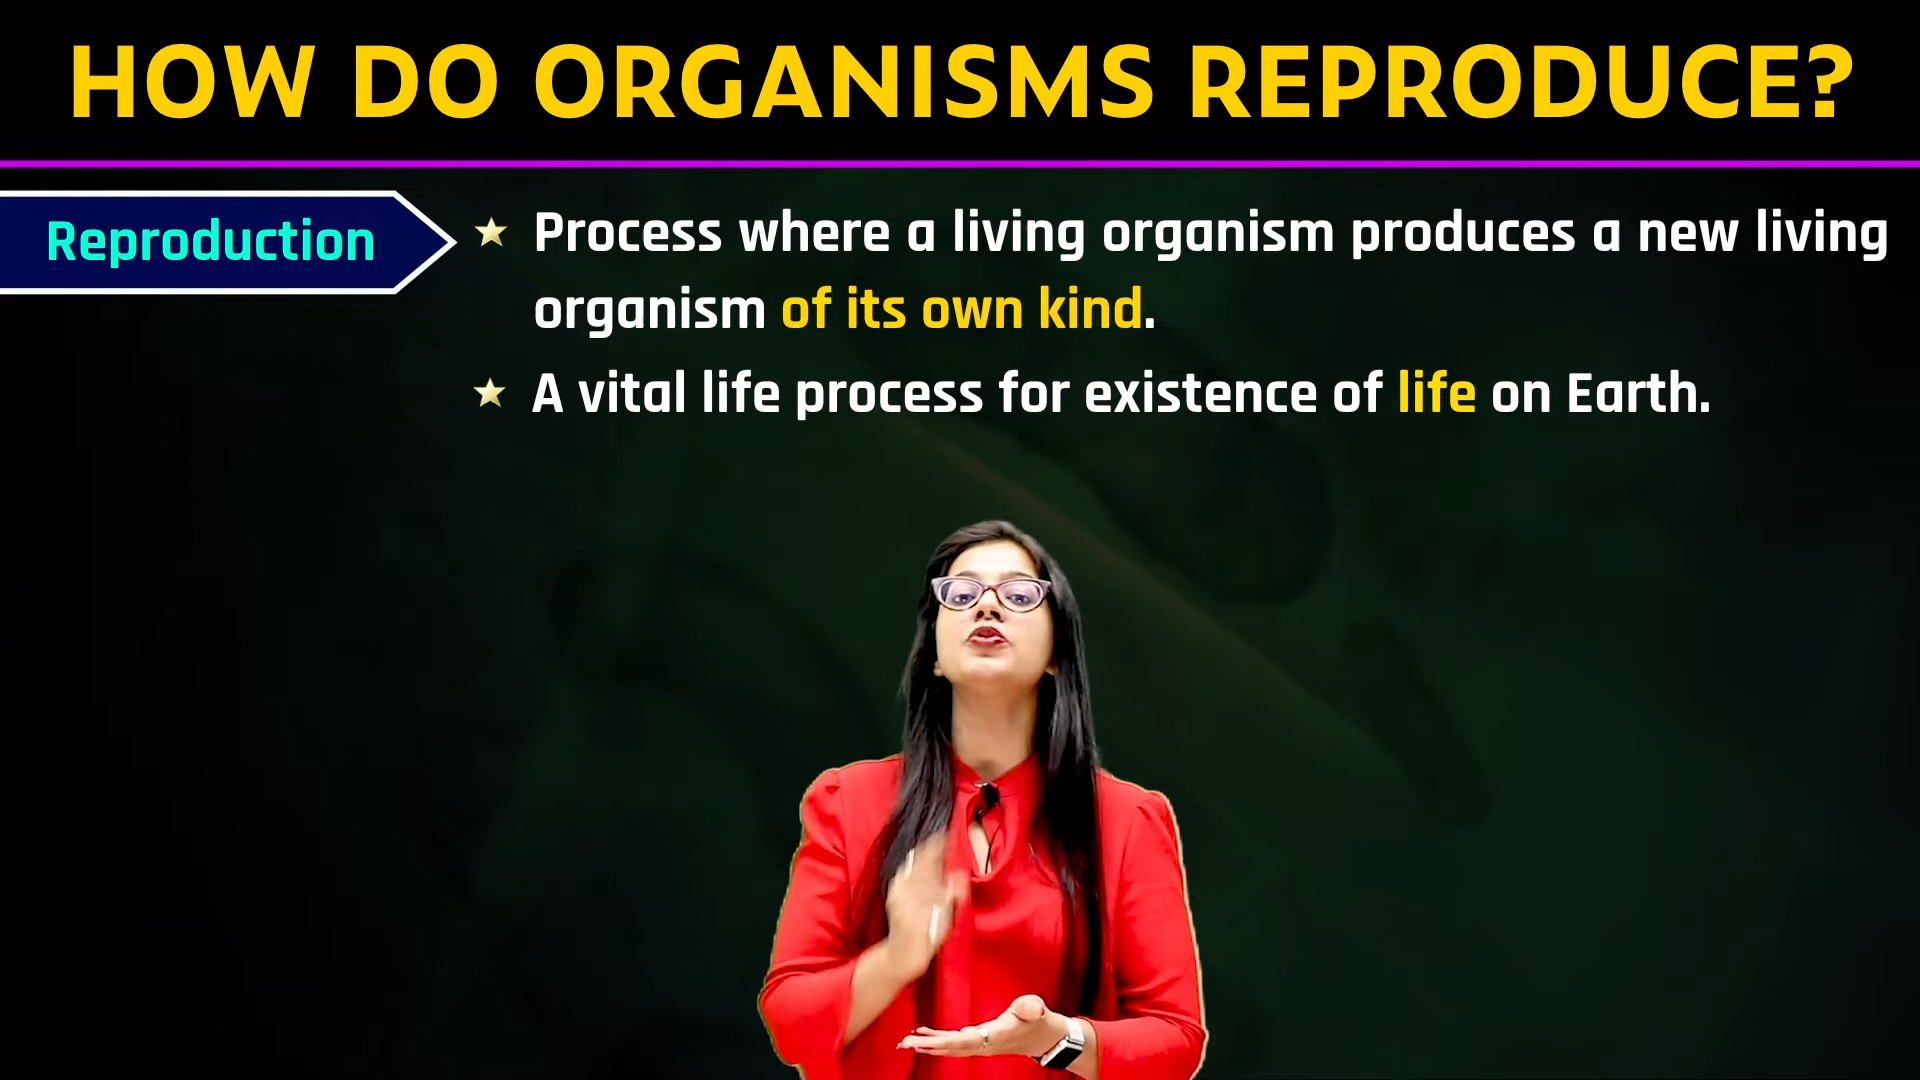 HOW DO ORGANISMS REPRODUCE?
Reproduction
Process where a living organism produces a new living
organism of its own kind.
A vital life process for existence of life on Earth.